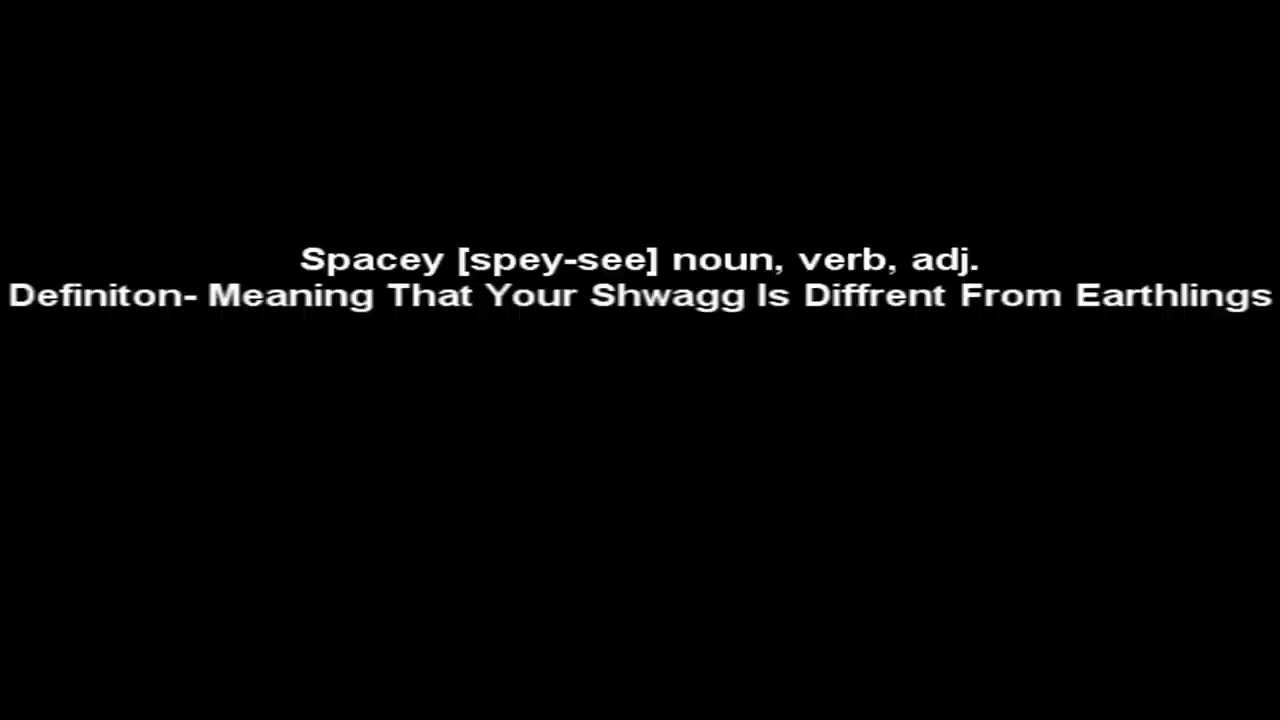 Spacey [spey-see] noun, verb, adj.
Definiton- Meaning That Your Shwagg Is Diffrent From Earthlings